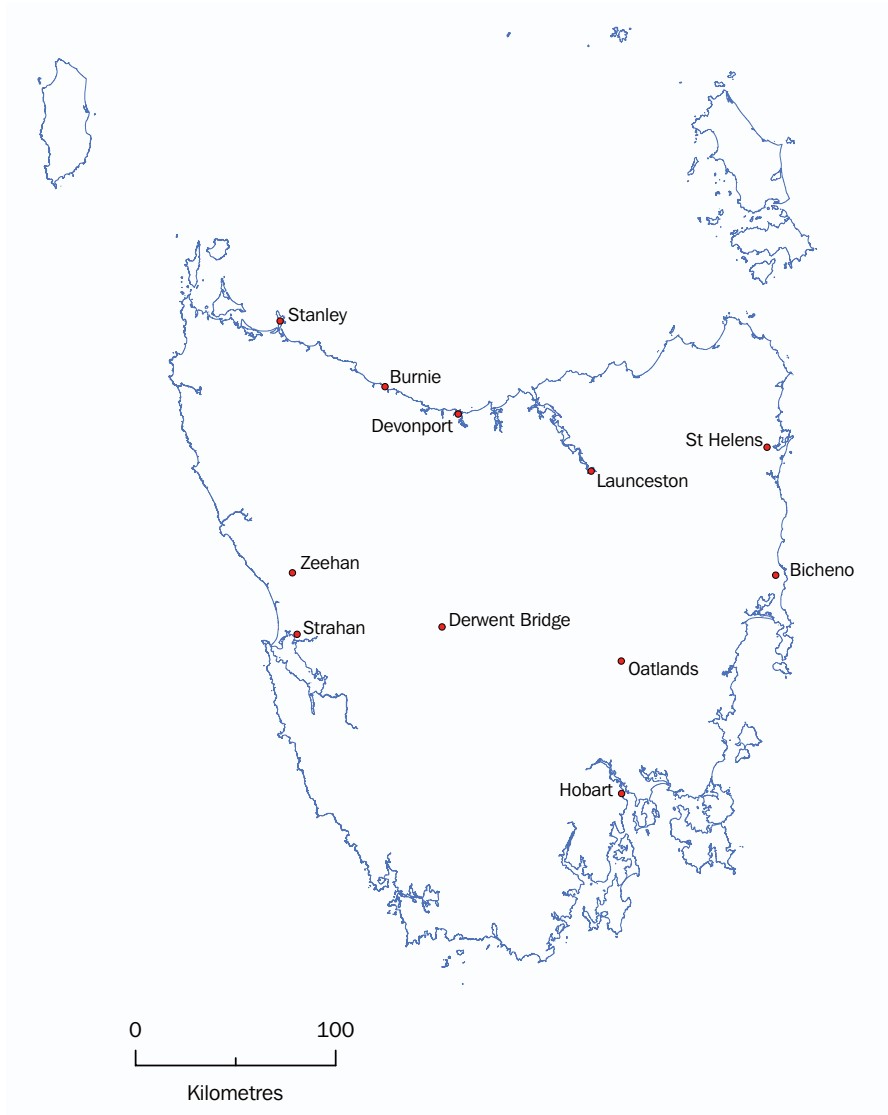 Stanley
Burnie
Devonport
St Helens
Launceston
Zeehan
Bicheno
Derwent Bridge
Strahan
Oatlands
Hobart
0 100
Kilometres